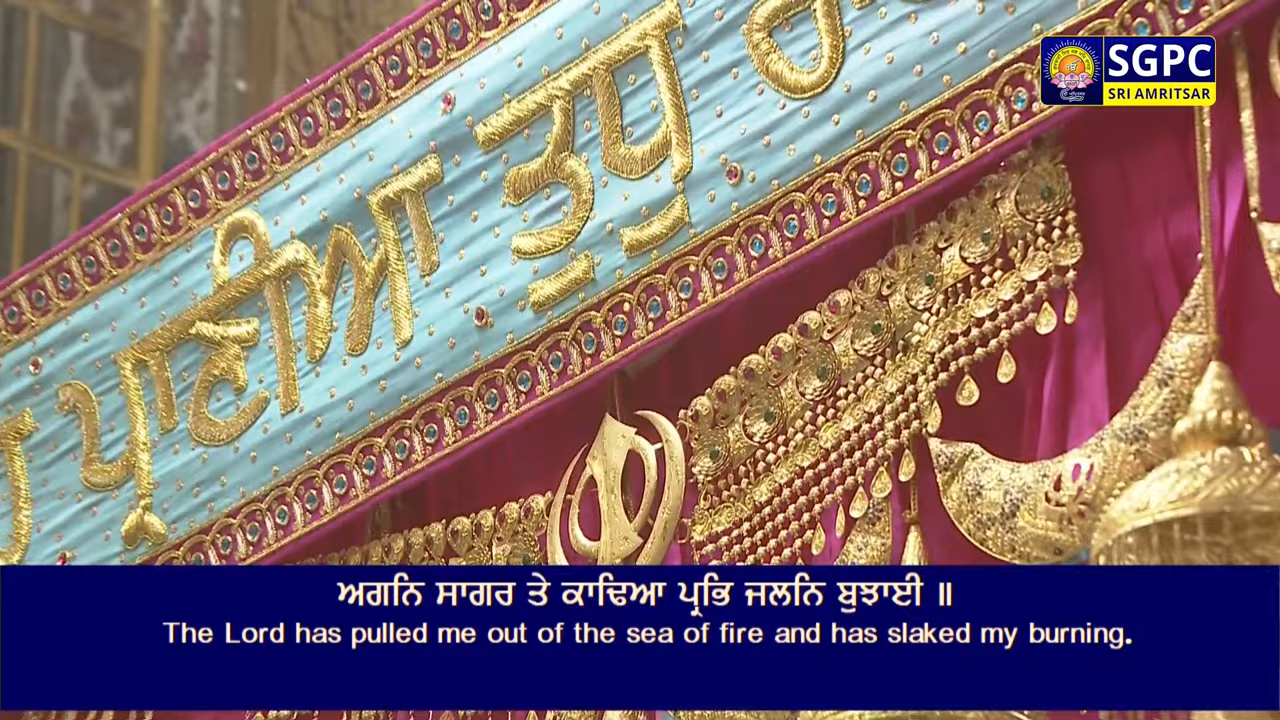 ਪ੍ਰਾਣੀਆ ਤੁਧੁ
SGPC
SRI AMRITSAR
ਅਗਨਿ ਸਾਗਰ ਤੇ ਕਾਢਿਆ ਪ੍ਰਭਿ ਜਲਨਿ ਬੁਝਾਈ ॥
The Lord has pulled me out of the sea of fire and has slaked my burning.